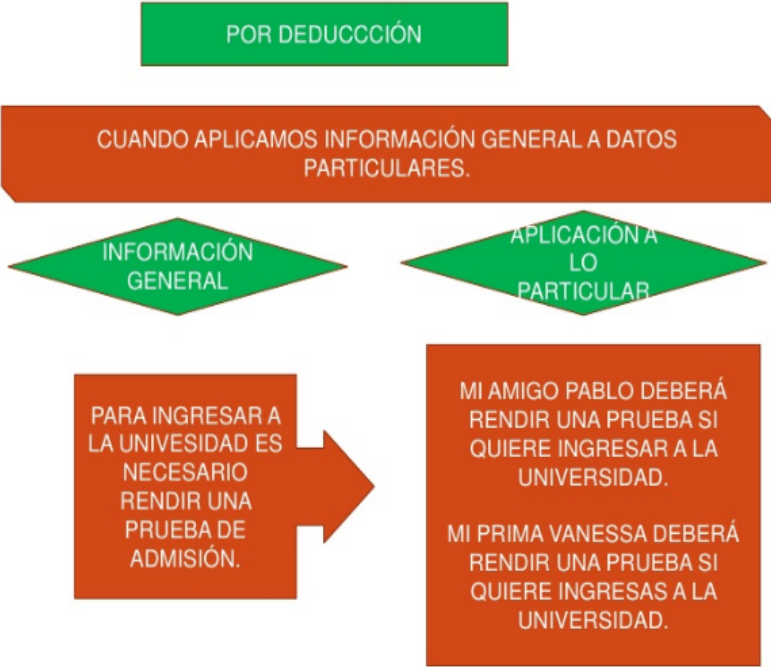 POR DEDUCCCIÓN
CUANDO APLICAMOS INFORMACIÓN GENERAL A DATOS
PARTICULARES.
INFORMACIÓN
GENERAL
APLICACIÓN A
LO
PARTICULAR
PARA INGRESAR A
LA UNIVESIDAD ES
NECESARIO
RENDIR UNA
PRUEBA DE
ADMISIÓN.
MI AMIGO PABLO DEBERÁ
RENDIR UNA PRUEBA SI
QUIERE INGRESAR A LA
UNIVERSIDAD.
MI PRIMA VANESSA DEBERÁ
RENDIR UNA PRUEBA SI
QUIERE INGRESAS A LA
UNIVERSIDAD.